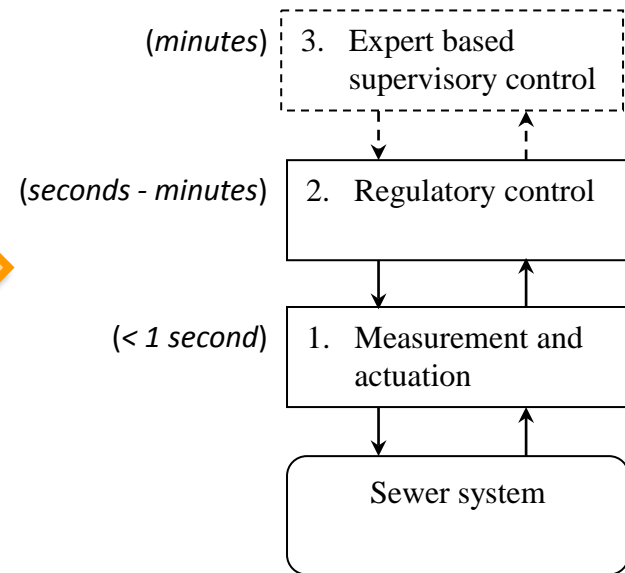 (minutes) 3. Expert based
supervisory control
(seconds - minutes) 2. Regulatory control
(< 1 second) 1. Measurement and
actuation
Sewer system